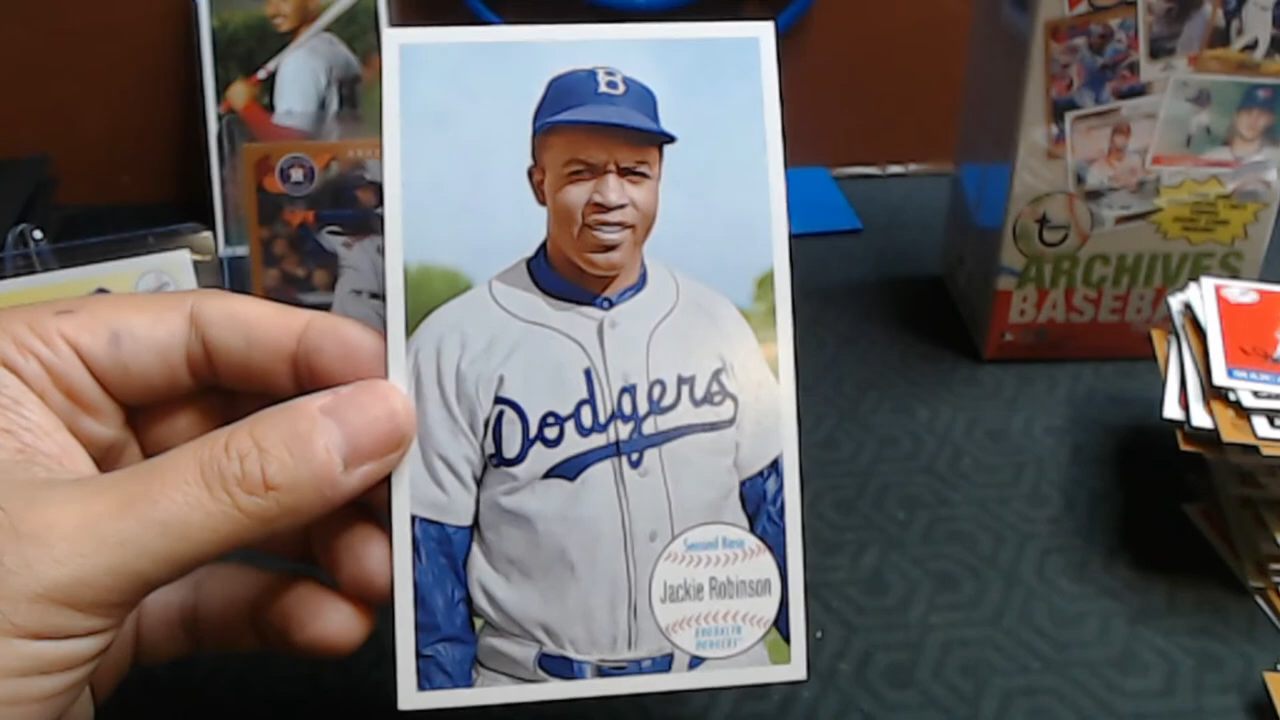 B
Dodgers
Second Base
Jackie Robinson
BROOKLYN
DODGERS
H
t
ARCHIVES
BASEBA